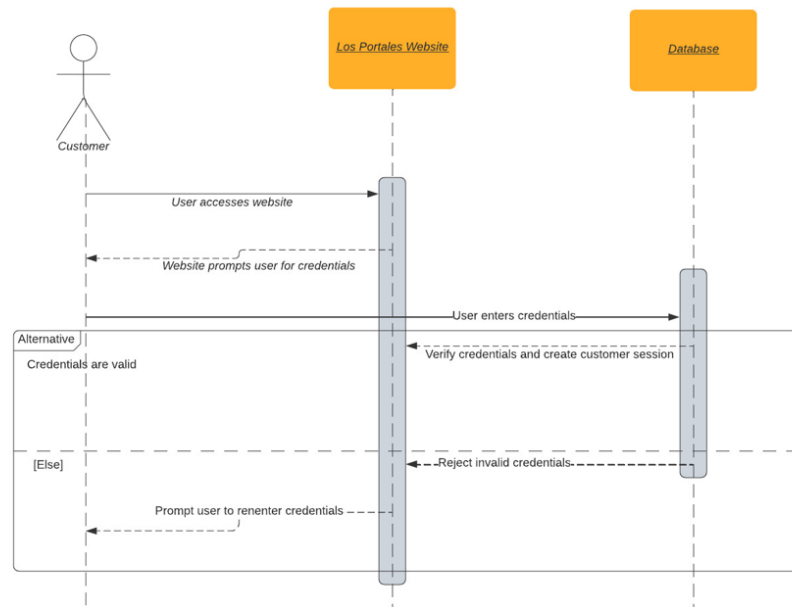 Los Portales Website
Database
Customer
User accesses website
Website prompts user for credentials
User enters credentials
Alternative
Verify credentials and create customer session
Credentials are valid
[Else]
Reject invalid credentials
Prompt user to renenter credentials